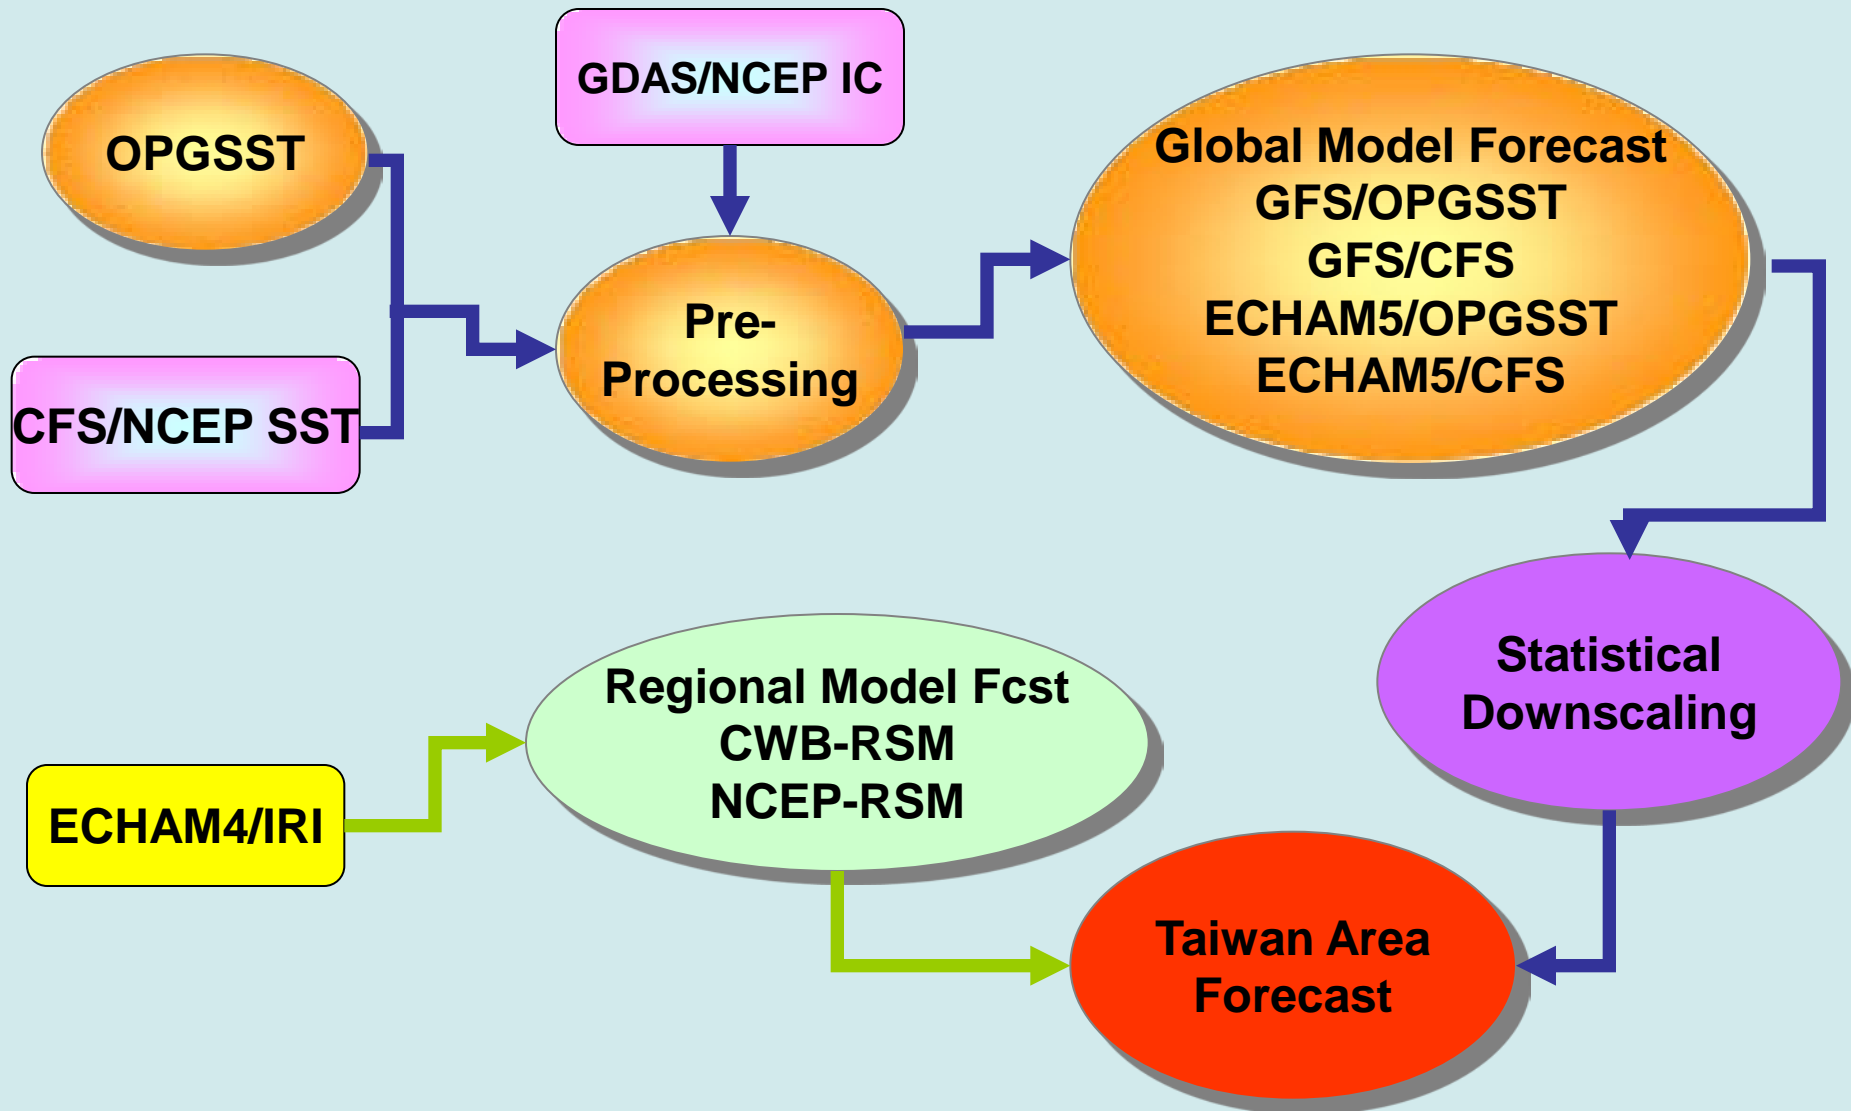 GDAS/NCEP IC
OPGSST
Global Model Forecast
GFS/OPGSST
GFS/CFS
ECHAM5/OPGSST
ECHAM5/CFS
Pre-
Processing
CFS/NCEP SST
Statistical
Downscaling
Regional Model Fcst
CWB-RSM
NCEP-RSM
ECHAM4/IRI
Taiwan Area
Forecast